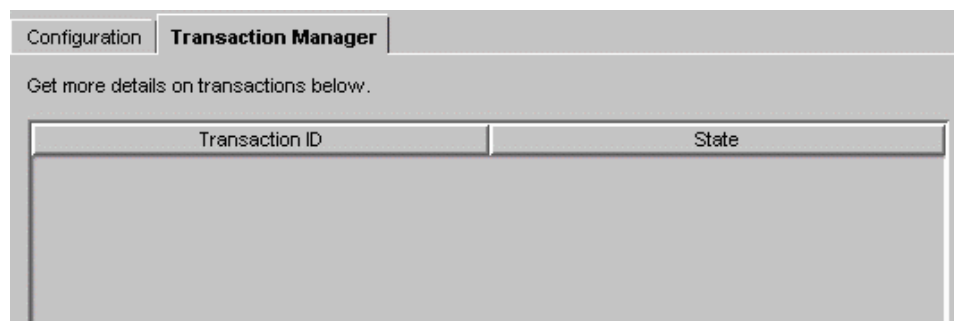 Configuration Transaction Manager
Get more details on transactions below.
Transaction ID State